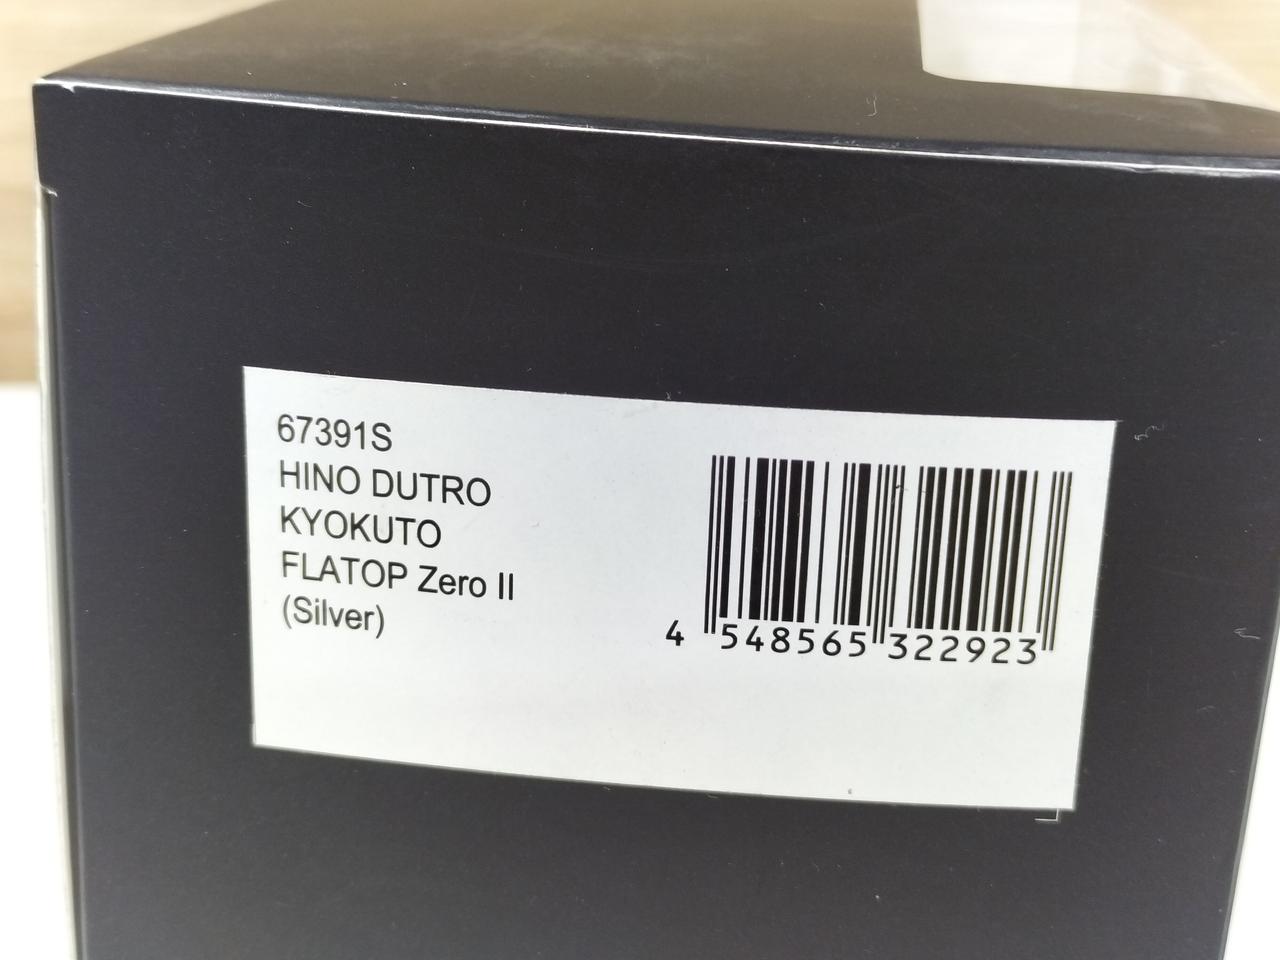 67391S
HINO DUTRO
KYOKUTO
FLATOP Zero II
(Silver)
4 548565 322923